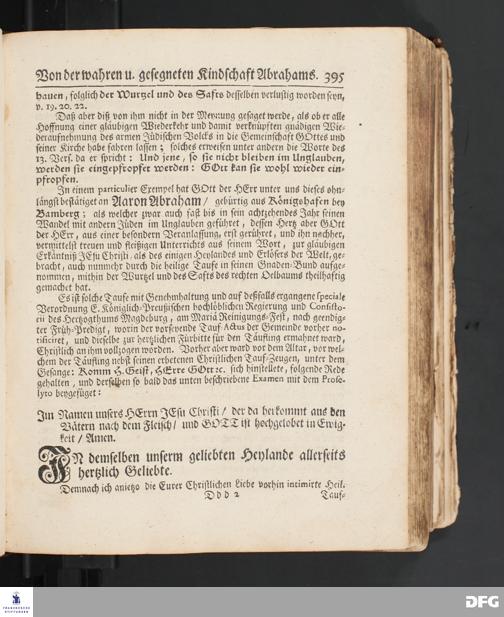 Von der wahren u. gesegneten Kindschaft Abrahams. 395
bauen, folglich der Wurtzel und des Safts desselben verlustig worden seyn,
v. 19. 20. 22.
Daß aber diß von ihm nicht in der Meynung gesaget werde, als ob er alle
Hoffnung einer gläubigen Wiederkehr und damit verknüpften gnädigen Wie-
deraufnehmung des armen Jüdischen Volcks in die Gemeinschaft GOttes und
seiner Kirche habe fahren lassen; solches erweisen unter andern die Worte des
13. Vers. da er spricht: Und jene, so sie nicht bleiben im Unglauben,
werden sie eingepfropfet werden: GOtt kan sie wohl wieder ein-
pfropfen.
In einem particulier Exempel hat GOtt der HErr unter uns dieses ohn-
längst bestätiget an Aaron Abraham / gebürtig aus Königshafen bey
Bamberg: als welcher zwar auch fast bis in sein achtzehendes Jahr seinen
Wandel mit andern Jüden im Unglauben geführet, dessen Hertz aber GOtt
der HErr, aus einer besondern Veranlassung, erst gerühret, und ihn nachher,
vermittelst treuen und fleißigen Unterrichts aus seinem Wort, zur gläubigen
Erkäntniß JEsu Christi, als des einigen Heylandes und Erlösers der Welt, ge-
bracht, auch nunmehr durch die heilige Taufe in seinen Gnaden-Bund aufge-
nommen, mithin der Wurtzel und des Safts des rechten Oelbaums theilhaftig
gemachet hat.
Es ist solche Taufe mit Genehmhaltung und auf deßfalls ergangene speciale
Verordnung E. Königlich-Preußischen hochlöblichen Regierung und Consisto-
rii des Hertzogthums Magdeburg, am Mariä Reinigungs-Fest, nach geendig-
ter Früh-Predigt, worin der vorseyende Tauf-Actus der Gemeinde vorher no-
tificiret, und dieselbe zur hertzlichen Fürbitte für den Täufling ermahnet ward,
Christlich an ihm vollzogen worden. Vorher aber ward vor dem Altar, vor wel-
chem der Täufling nebst seinen erbetenen Christlichen Tauf-Zeugen, unter dem
Gesange: Komm H. Geist, HErre GOtt ꝛc. sich hinstellete, folgende Rede
gehalten, und derselben so bald das unten beschriebene Examen mit dem Prose-
lyto beygefüget:
Im Namen unsers HErrn JEsu Christi / der da herkommt aus den
Vätern nach dem Fleisch / und GOTT ist hochgelobet in Ewig-
keit / Amen.
IN demselben unserm geliebten Heylande allerseits
hertzlich Geliebte.
Demnach ich anietzo die Eurer Christlichen Liebe vorhin intimirte Heil.
Ddd 2 Tauf-
FRANCKESCHE
STIFTUNGEN
DFG